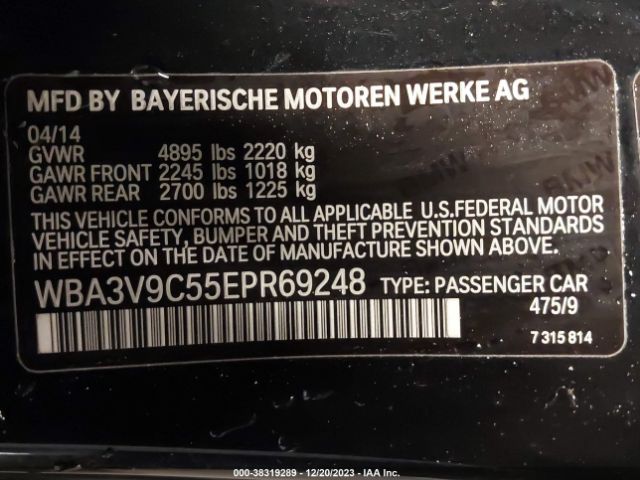 MFD BY BAYERISCHE MOTOREN WERKE AG
04/14
GVWR 4895 lbs 2220 kg
GAWR FRONT 2245 lbs 1018 kg
GAWR REAR 2700 lbs 1225 kg
THIS VEHICLE CONFORMS TO ALL APPLICABLE U.S.FEDERAL MOTOR
VEHICLE SAFETY, BUMPER AND THEFT PREVENTION STANDARDS
IN EFFECT ON THE DATE OF MANUFACTURE SHOWN ABOVE.
WBA3V9C55EPR69248 TYPE: PASSENGER CAR
475/9
7 315 814
000-38319289 - 12/20/2023 - IAA Inc.